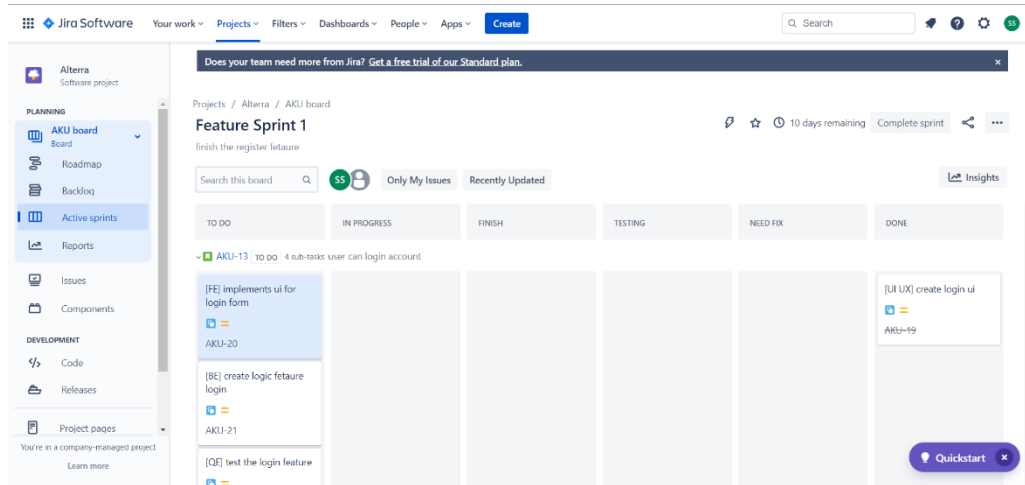 Jira Software Your work Projects Filters Dashboards People Apps Create Search SS
Does your team need more from Jira? Get a free trial of our Standard plan.
Alterra
Software project
PLANNING
AKU board
Board
Roadmap
Backlog
Active sprints
Reports
Issues
Components
DEVELOPMENT
Code
Releases
Project pages
You're in a company-managed project
Learn more
Projects / Alterra / AKU board
Feature Sprint 1
10 days remaining Complete sprint
finish the register fetaure
Search this board SS Only My Issues Recently Updated Insights
TO DO IN PROGRESS FINISH TESTING NEED FIX DONE
AKU-13 TO DO 4 sub-tasks user can login account
[FE] implements ui for
login form
AKU-20
[BE] create logic fetaure
login
AKU-21
[QE] test the login feature
[UI UX] create login ui
AKU-19
Quickstart